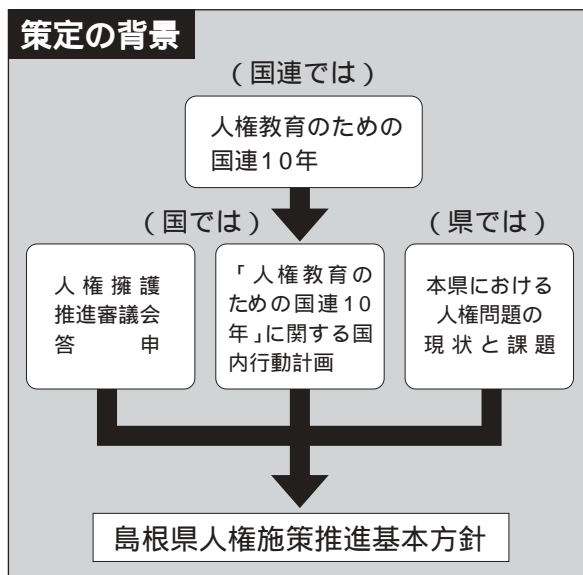 策定の背景
(国連では)
人権教育のための
国連10年
(国では)
(県では)
人権擁護
推進審議会
答申
「人権教育の
ための国連10
年」に関する国
内行動計画
本県における
人権問題の
現状と課題
島根県人権施策推進基本方針